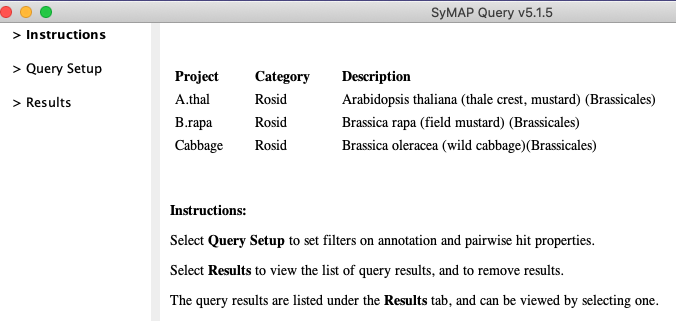 SyMAP Query v5.1.5
> Instructions
> Query Setup
> Results
Project Category Description
A.thal Rosid Arabidopsis thaliana (thale crest, mustard) (Brassicales)
B.rapa Rosid Brassica rapa (field mustard) (Brassicales)
Cabbage Rosid Brassica oleracea (wild cabbage)(Brassicales)
Instructions:
Select Query Setup to set filters on annotation and pairwise hit properties.
Select Results to view the list of query results, and to remove results.
The query results are listed under the Results tab, and can be viewed by selecting one.